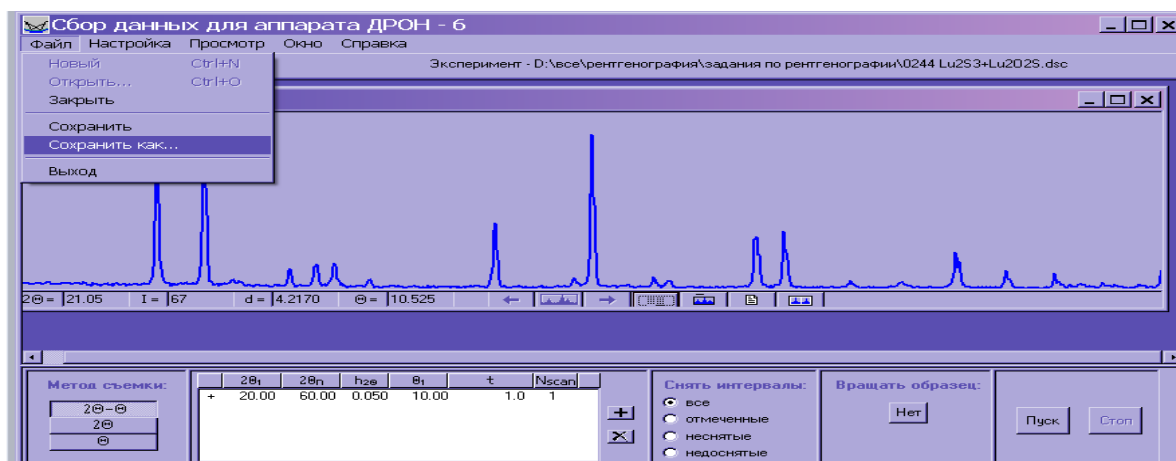 Сбор данных для аппарата ДРОН - 6
Файл Настройка Просмотр Окно Справка
Новый Ctrl+N
Эксперимент - D:\все\рентгенография\задания по рентгенографии\0244 Lu2S3+Lu2O2S.dsc
Открыть... Ctrl+O
Закрыть
Сохранить
Сохранить как...
Выход
2Θ = 21.05 I = 67 d = 4.2170 Θ = 10.525
Метод съемки:
2Θ-Θ
2Θ
Θ
2θ1 2θn h2θ θ1 t Nscan
+ 20.00 60.00 0.050 10.00 1.0 1
Снять интервалы:
все
отмеченные
неснятые
недоснятые
Вращать образец:
Нет
Пуск Стоп